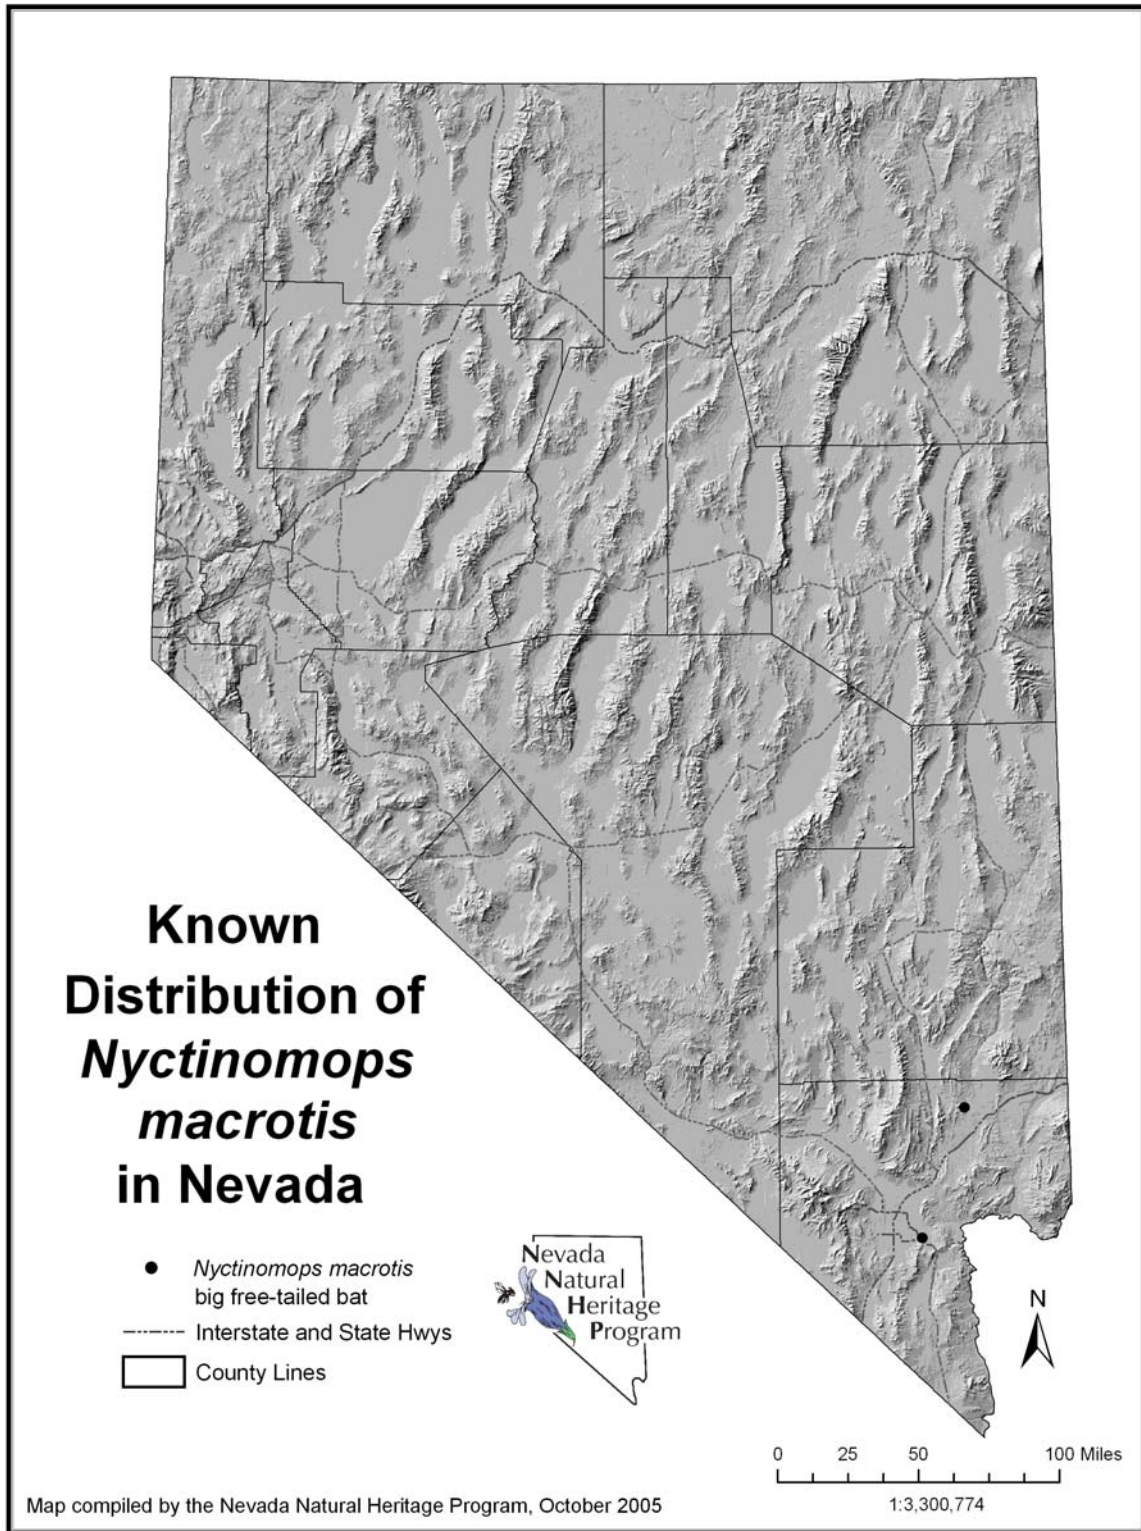 Known
Distribution of
Nyctinomops
macrotis
in Nevada
Nyctinomops macrotis
big free-tailed bat
Interstate and State Hwys
County Lines
Nevada
Natural
Heritage
Program
N
0 25 50 100 Miles
1:3,300,774
Map compiled by the Nevada Natural Heritage Program, October 2005